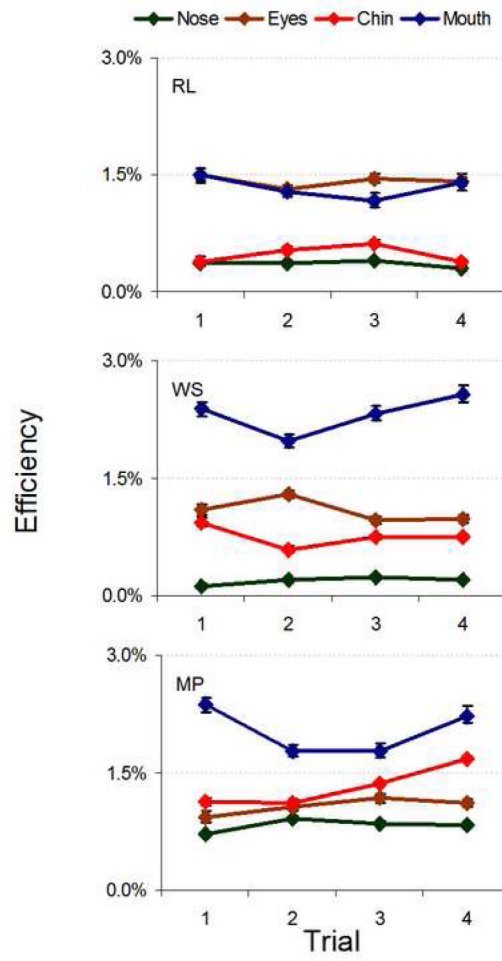 Nose Eyes Chin Mouth
3.0%
RL
1.5%
0.0%
1 2 3 4
3.0%
WS
1.5%
0.0%
1 2 3 4
3.0%
MP
1.5%
0.0%
1 2 3 4
Efficiency
Trial